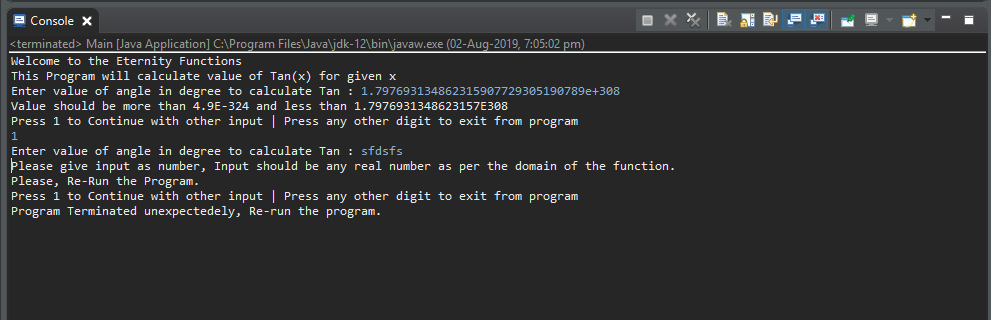 Console
<terminated> Main [Java Application] C:\Program Files\Java\jdk-12\bin\javaw.exe (02-Aug-2019, 7:05:02 pm)
Welcome to the Eternity Functions
This Program will calculate value of Tan(x) for given x
Enter value of angle in degree to calculate Tan : 1.7976931348623159077293051907​89e+308
Value should be more than 4.9E-324 and less than 1.7976931348623157E308
Press 1 to Continue with other input | Press any other digit to exit from program
1
Enter value of angle in degree to calculate Tan : sfdsfs
Please give input as number, Input should be any real number as per the domain of the function.
Please, Re-Run the Program.
Press 1 to Continue with other input | Press any other digit to exit from program
Program Terminated unexpectedely, Re-run the program.